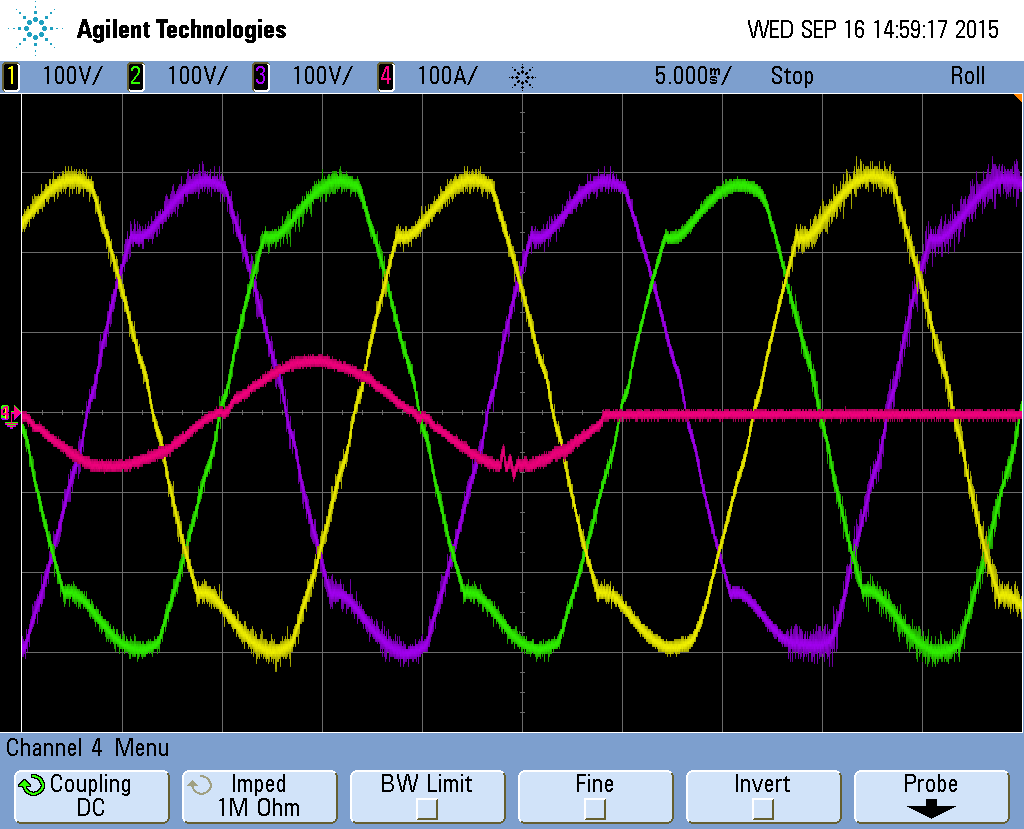 Agilent Technologies WED SEP 16 14:59:17 2015
1 100V/ 2 100V/ 3 100V/ 4 100A/ 5.000ms/ Stop Roll
Channel 4 Menu
Coupling Imped BW Limit Fine Invert Probe
DC 1M Ohm